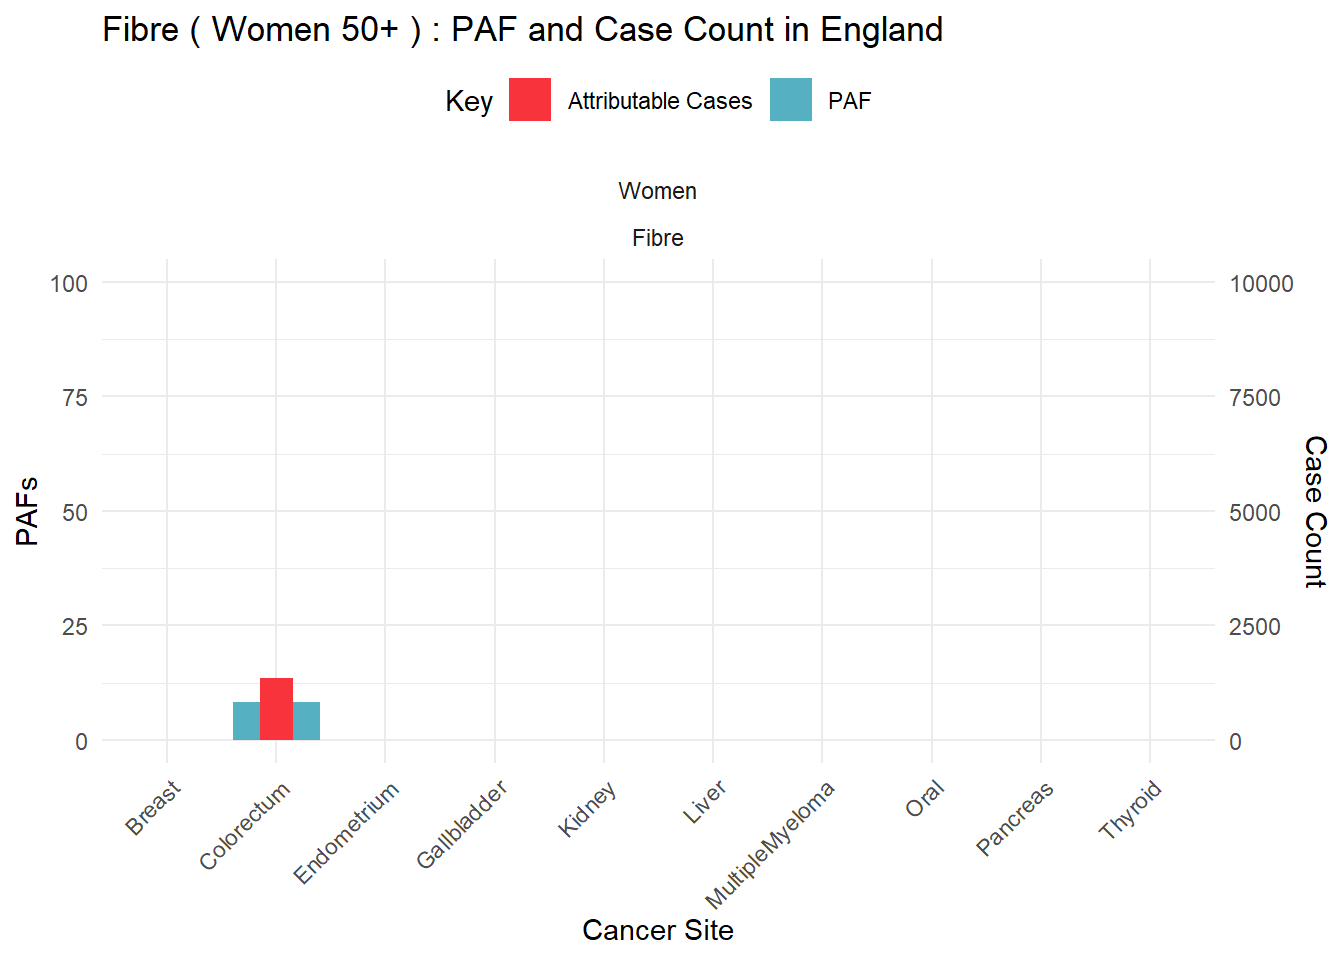 Fibre ( Women 50+ ) : PAF and Case Count in England
Key
Attributable Cases
PAF
Women
Fibre
100
75
50
25
0
PAFs
10000
7500
5000
2500
0
Case Count
Breast
Colorectum
Endometrium
Gallbladder
Kidney
Liver
MultipleMyeloma
Oral
Pancreas
Thyroid
Cancer Site